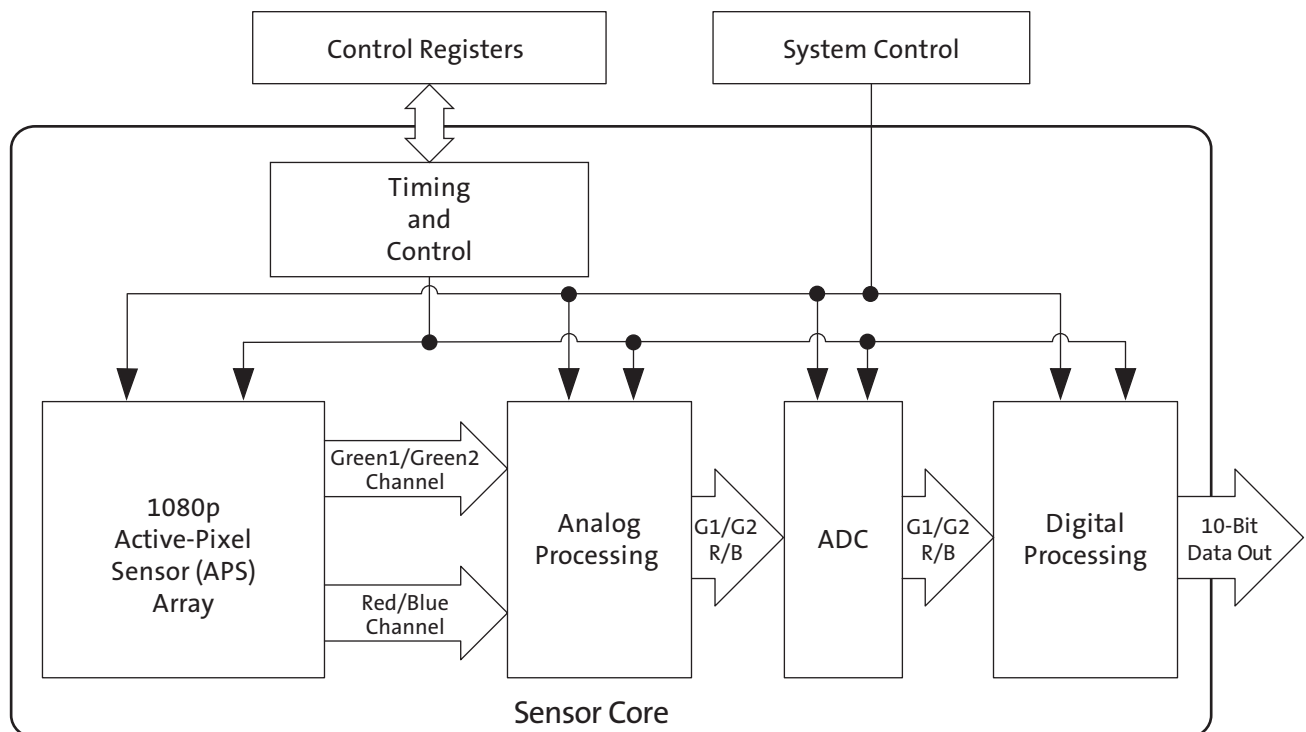 Control Registers
System Control
Timing
and
Control
1080p
Active-Pixel
Sensor (APS)
Array
Green1/Green2
Channel
Red/Blue
Channel
Analog
Processing
G1/G2
R/B
ADC
G1/G2
R/B
Digital
Processing
10-Bit
Data Out
Sensor Core